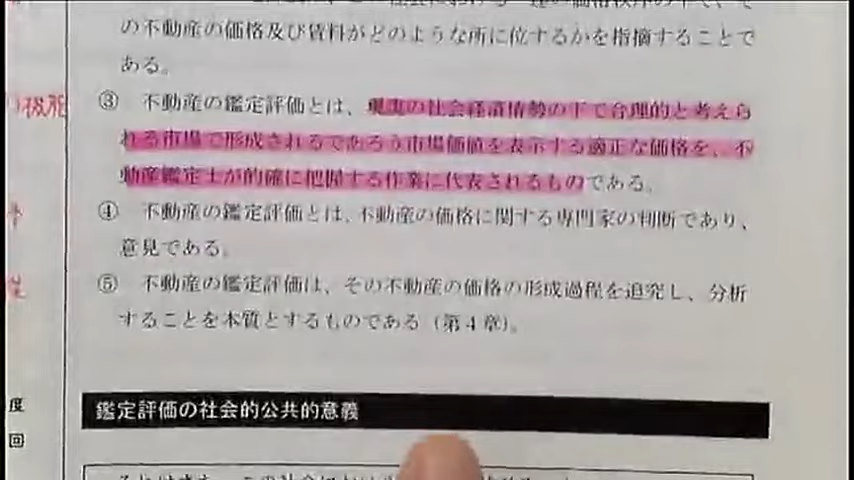 の不動産の価格及び賃料がどのような所に位するかを指摘することで
ある。
③ 不動産の鑑定評価とは、現実の社会経済情勢の下で合理的と考えら
れる市場で形成されるであろう市場価値を表示する適正な価格を、不
動産鑑定士が的確に把握する作業に代表されるものである。
④ 不動産の鑑定評価とは、不動産の価格に関する専門家の判断であり、
意見である。
⑤ 不動産の鑑定評価は、その不動産の価格の形成過程を追究し、分析
することを本質とするものである(第4章)。
度
回
鑑定評価の社会的公共的意義